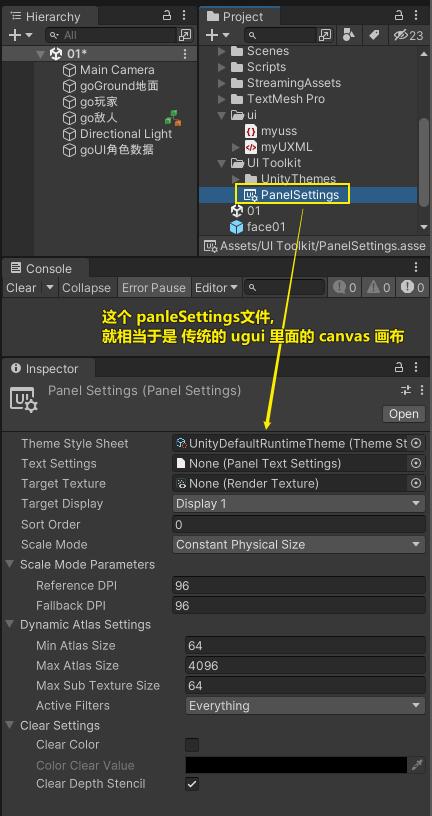 Hierarchy
All
01*
Main Camera
goGround地面
go玩家
go敌人
Directional Light
goUI角色数据
Project
23
Scenes
Scripts
StreamingAssets
TextMesh Pro
ui
myuss
myUXML
UI Toolkit
UnityThemes
PanelSettings
01
face01
Assets/UI Toolkit/PanelSettings.asse
Console
Clear
Collapse
Error Pause
Editor
0
0
0
这个 panleSettings文件,
就相当于是 传统的 ugui 里面的 canvas 画布
Inspector
Panel Settings (Panel Settings)
Open
Theme Style Sheet UnityDefaultRuntimeTheme (Theme St
Text Settings None (Panel Text Settings)
Target Texture None (Render Texture)
Target Display Display 1
Sort Order 0
Scale Mode Constant Physical Size
Scale Mode Parameters
Reference DPI 96
Fallback DPI 96
Dynamic Atlas Settings
Min Atlas Size 64
Max Atlas Size 4096
Max Sub Texture Size 64
Active Filters Everything
Clear Settings
Clear Color
Color Clear Value
Clear Depth Stencil